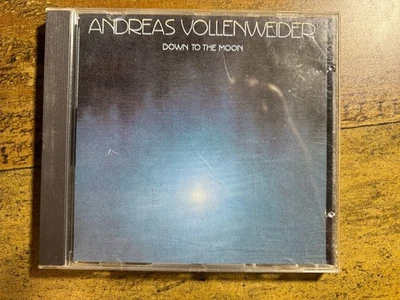 ANDREAS VOLLENWEIDER
DOWN TO THE MOON